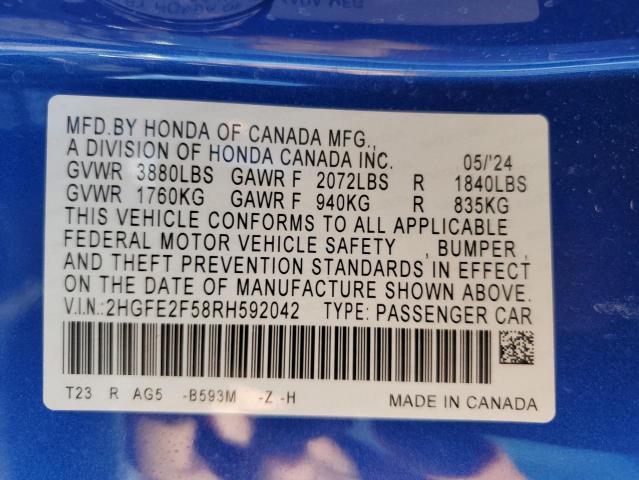 MFD.BY HONDA OF CANADA MFG.,
A DIVISION OF HONDA CANADA INC. 05/'24
GVWR 3880LBS GAWR F 2072LBS R 1840LBS
GVWR 1760KG GAWR F 940KG R 835KG
THIS VEHICLE CONFORMS TO ALL APPLICABLE
FEDERAL MOTOR VEHICLE SAFETY , BUMPER ,
AND THEFT PREVENTION STANDARDS IN EFFECT
ON THE DATE OF MANUFACTURE SHOWN ABOVE.
V.I.N.:2HGFE2F58RH592042 TYPE: PASSENGER CAR
T23 R AG5 -B593M -Z -H MADE IN CANADA